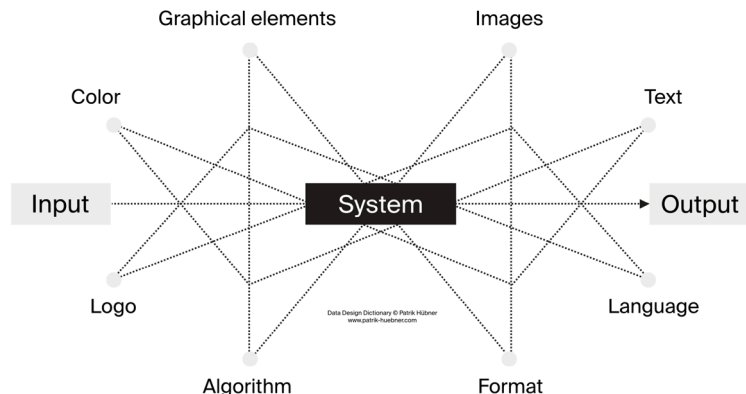 Graphical elements
Images
Color
Text
Input
System
Output
Logo
Language
Data Design Dictionary © Patrik Hübner
www.patrik-huebner.com
Algorithm
Format